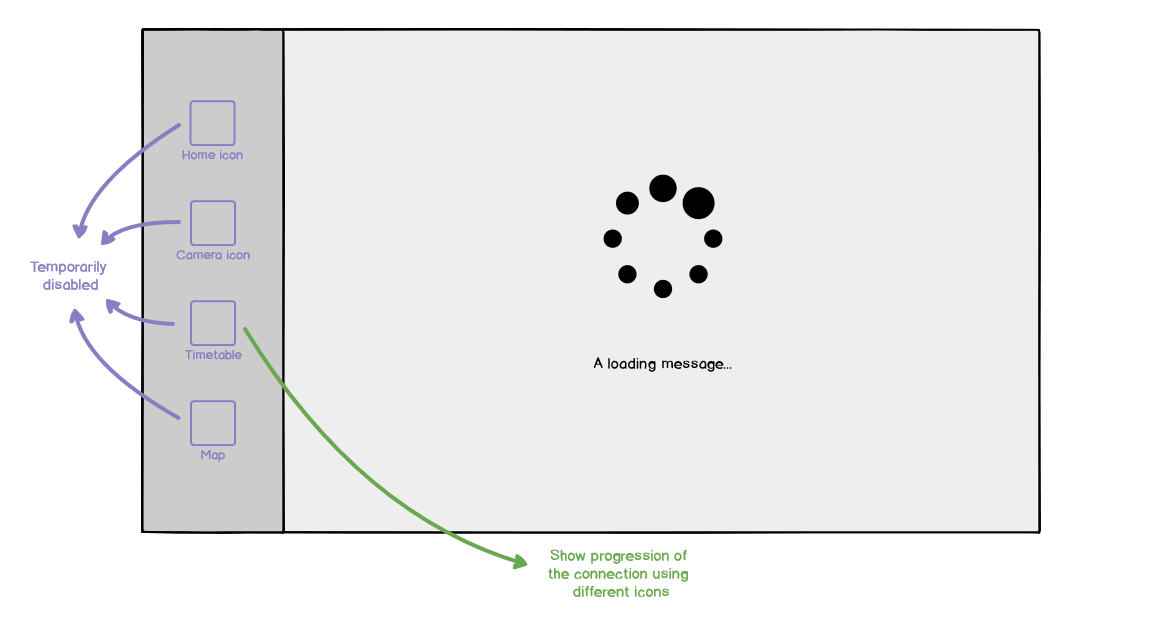 Home icon
Camera icon
Temporarily
disabled
Timetable
A loading message...
Map
Show progression of
the connection using
different icons